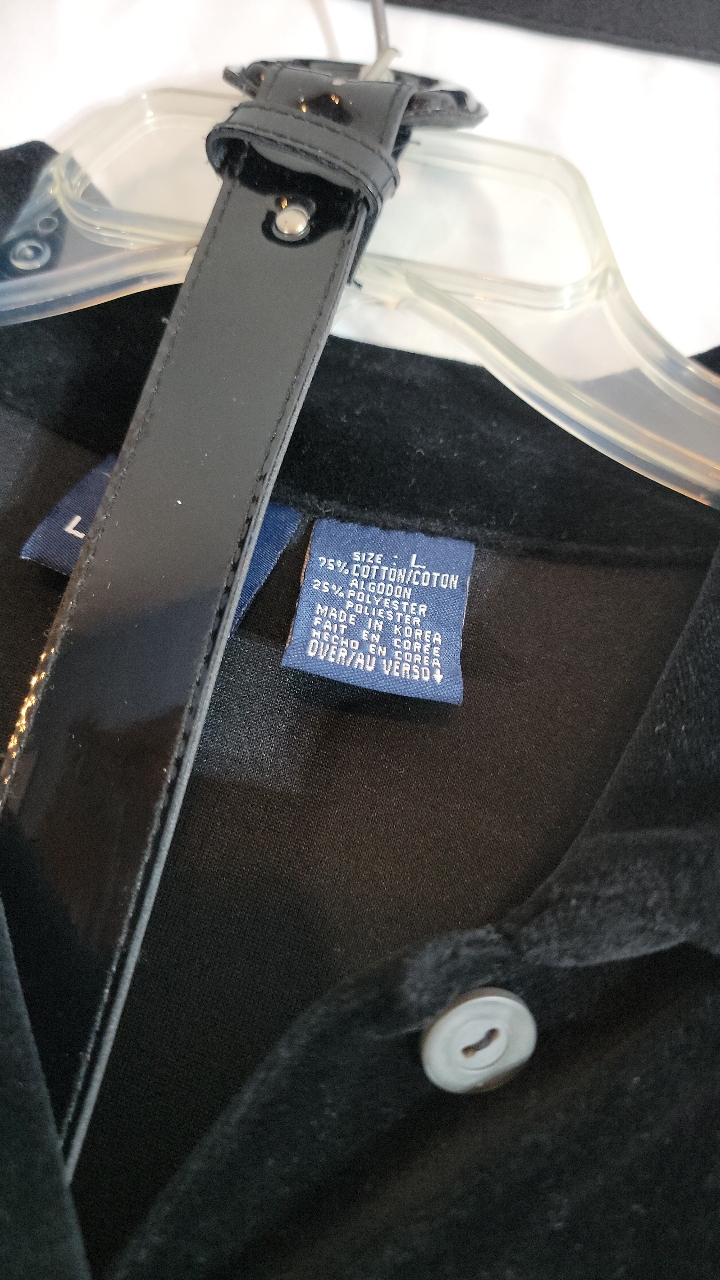 L
SIZE - L
75% COTTON/COTON
ALGODON
25% POLYESTER
POLIESTER
MADE IN KOREA
FAIT EN CORÉE
HECHO EN COREA
OVER/AU VERSO↓